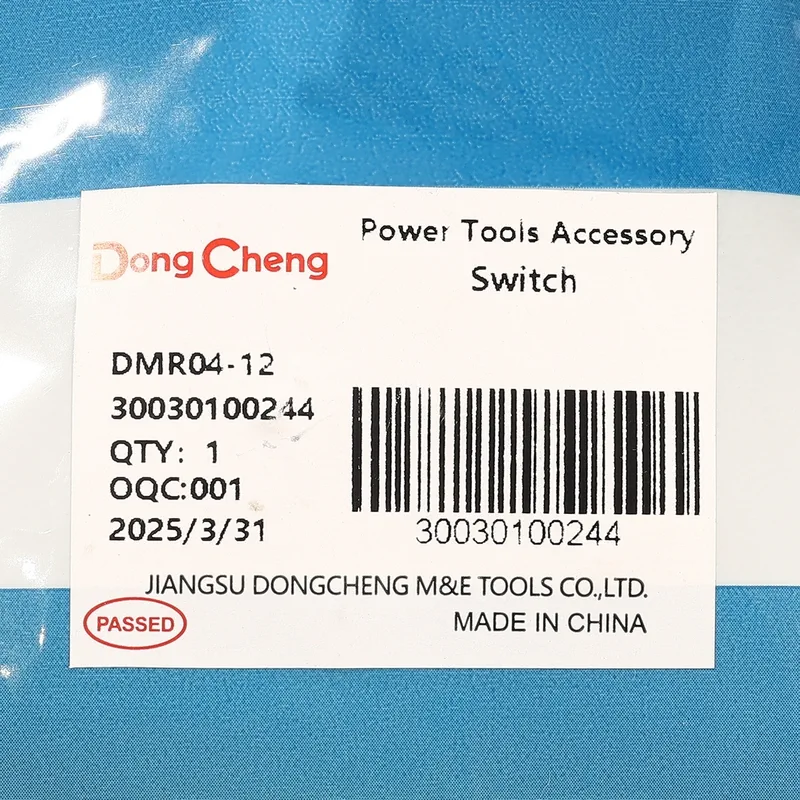 Dong Cheng
Power Tools Accessory
Switch
DMR04-12
30030100244
QTY: 1
OQC:001
2025/3/31
30030100244
JIANGSU DONGCHENG M&E TOOLS CO.,LTD.
PASSED
MADE IN CHINA